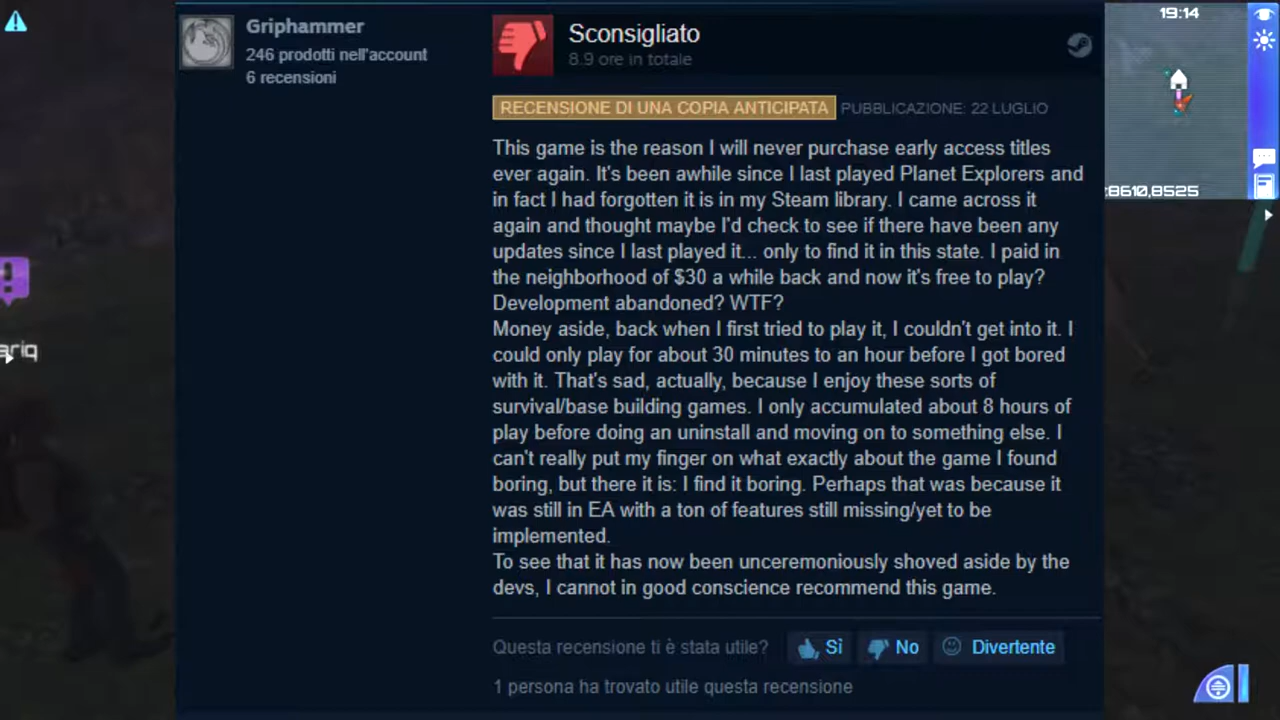 Griphammer
246 prodotti nell'account
6 recensioni
Sconsigliato
8.9 ore in totale
RECENSIONE DI UNA COPIA ANTICIPATA PUBBLICAZIONE: 22 LUGLIO
This game is the reason I will never purchase early access titles
ever again. It's been awhile since I last played Planet Explorers and
in fact I had forgotten it is in my Steam library. I came across it
again and thought maybe I'd check to see if there have been any
updates since I last played it... only to find it in this state. I paid in
the neighborhood of $30 a while back and now it's free to play?
Development abandoned? WTF?
Money aside, back when I first tried to play it, I couldn't get into it. I
could only play for about 30 minutes to an hour before I got bored
with it. That's sad, actually, because I enjoy these sorts of
survival/base building games. I only accumulated about 8 hours of
play before doing an uninstall and moving on to something else. I
can't really put my finger on what exactly about the game I found
boring, but there it is: I find it boring. Perhaps that was because it
was still in EA with a ton of features still missing/yet to be
implemented.
To see that it has now been unceremoniously shoved aside by the
devs, I cannot in good conscience recommend this game.
Questa recensione ti è stata utile? Sì No Divertente
1 persona ha trovato utile questa recensione
19:14
:8610,8525
ariq